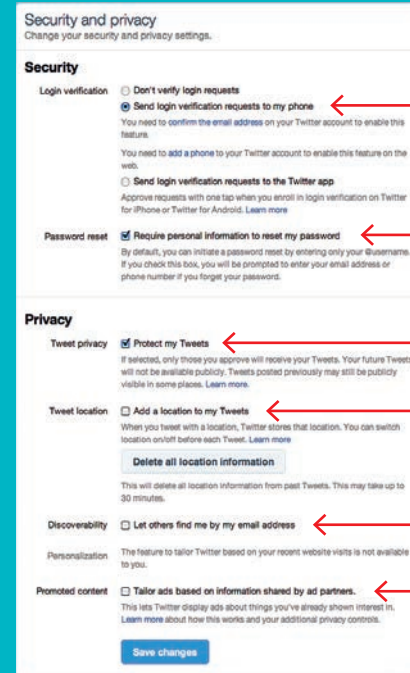 Security and privacy
Change your security and privacy settings.
Security
Login verification
Don't verify login requests
Send login verification requests to my phone
You need to confirm the email address on your Twitter account to enable this
feature.
You need to add a phone to your Twitter account to enable this feature on the
web.
Send login verification requests to the Twitter app
Approve requests with one tap when you enroll in login verification on Twitter
for iPhone or Twitter for Android. Learn more
Password reset
Require personal information to reset my password
By default, you can initiate a password reset by entering only your @username.
If you check this box, you will be prompted to enter your email address or
phone number if you forget your password.
Privacy
Tweet privacy
Protect my Tweets
If selected, only those you approve will receive your Tweets. Your future Tweets
will not be available publicly. Tweets posted previously may still be publicly
visible in some places. Learn more.
Tweet location
Add a location to my Tweets
When you tweet with a location, Twitter stores that location. You can switch
location on/off before each Tweet. Learn more
Delete all location information
This will delete all location information from past Tweets. This may take up to
30 minutes.
Discoverability
Let others find me by my email address
Personalization
The feature to tailor Twitter based on your recent website visits is not available
to you.
Promoted content
Tailor ads based on information shared by ad partners.
This lets Twitter display ads about things you've already shown interest in.
Learn more about how this works and your additional privacy controls.
Save changes